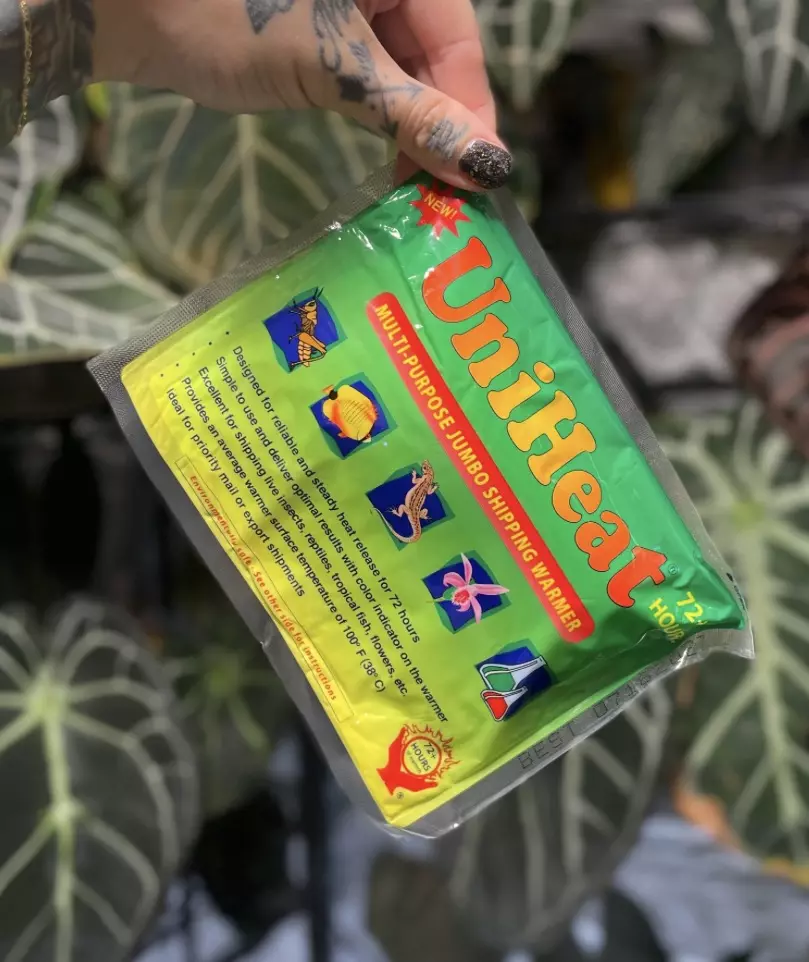 NEW!
UniHeat®
72+
HOUR
MULTI-PURPOSE JUMBO SHIPPING WARMER
• Designed for reliable and steady heat release for 72 hours
• Simple to use and deliver optimal results with color indicator on the warmer
• Excellent for shipping live insects, reptiles, tropical fish, flowers, etc.
• Provides an average warmer surface temperature of 100° F (38° C)
• Ideal for priority mail or export shipments
Environmentally safe. See other side for instructions
72+
HOURS
®
BEST